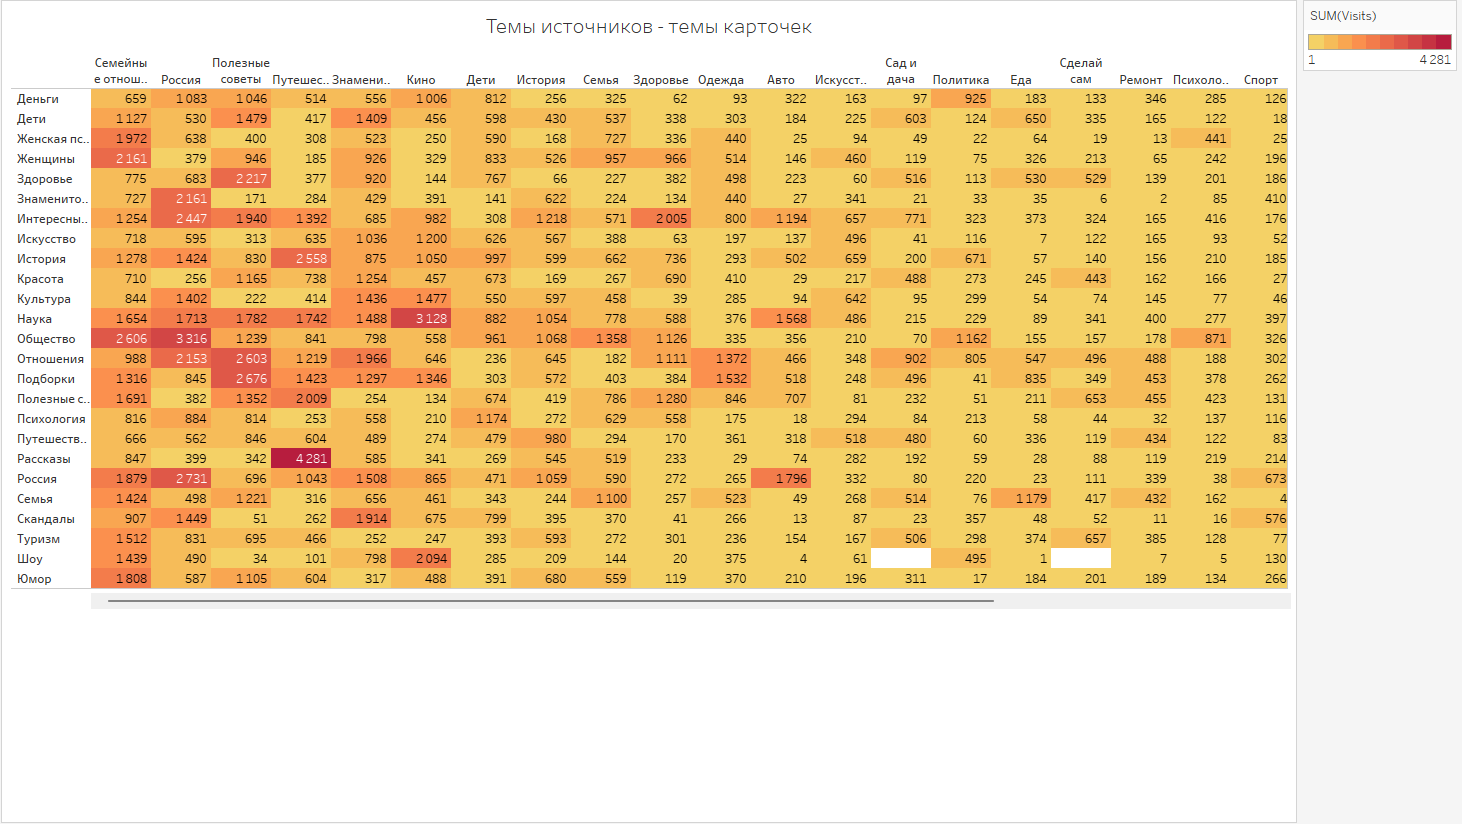 Темы источников - темы карточек
SUM(Visits)
1 4 281
Семейны
е отнош.. Россия Полезные
советы Путешес.. Знамени.. Кино Дети История Семья Здоровье Одежда Авто Искусст.. Сад и
дача Политика Еда Сделай
сам Ремонт Психоло.. Спорт
Деньги 659 1 083 1 046 514 556 1 006 812 256 325 62 93 322 163 97 925 183 133 346 285 126
Дети 1 127 530 1 479 417 1 409 456 598 430 537 338 303 184 225 603 124 650 335 165 122 18
Женская пс.. 1 972 638 400 308 523 250 590 168 727 336 440 25 94 49 22 64 19 13 441 25
Женщины 2 161 379 946 185 926 329 833 526 957 966 514 146 460 119 75 326 213 65 242 196
Здоровье 775 683 2 217 377 920 144 767 66 227 382 498 223 60 516 113 530 529 139 201 186
Знаменито.. 727 2 161 171 284 429 391 141 622 224 134 440 27 341 21 33 35 6 2 85 410
Интересны.. 1 254 2 447 1 940 1 392 685 982 308 1 218 571 2 005 800 1 194 657 771 323 373 324 165 416 176
Искусство 718 595 313 635 1 036 1 200 626 567 388 63 197 137 496 41 116 7 122 165 93 52
История 1 278 1 424 830 2 558 875 1 050 997 599 662 736 293 502 659 200 671 57 140 156 210 185
Красота 710 256 1 165 738 1 254 457 673 169 267 690 410 29 217 488 273 245 443 162 166 27
Культура 844 1 402 222 414 1 436 1 477 550 597 458 39 285 94 642 95 299 54 74 145 77 46
Наука 1 654 1 713 1 782 1 742 1 488 3 128 882 1 054 778 588 376 1 568 486 215 229 89 341 400 277 397
Общество 2 606 3 316 1 239 841 798 558 961 1 068 1 358 1 126 335 356 210 70 1 162 155 157 178 871 326
Отношения 988 2 153 2 603 1 219 1 966 646 236 645 182 1 111 1 372 466 348 902 805 547 496 488 188 302
Подборки 1 316 845 2 676 1 423 1 297 1 346 303 572 403 384 1 532 518 248 496 41 835 349 453 378 262
Полезные с.. 1 691 382 1 352 2 009 254 134 674 419 786 1 280 846 707 81 232 51 211 653 455 423 131
Психология 816 884 814 253 558 210 1 174 272 629 558 175 18 294 84 213 58 44 32 137 116
Путешеств.. 666 562 846 604 489 274 479 980 294 170 361 318 518 480 60 336 119 434 122 83
Рассказы 847 399 342 4 281 585 341 269 545 519 233 29 74 282 192 59 28 88 119 219 214
Россия 1 879 2 731 696 1 043 1 508 865 471 1 059 590 272 265 1 796 332 80 220 23 111 339 38 673
Семья 1 424 498 1 221 316 656 461 343 244 1 100 257 523 49 268 514 76 1 179 417 432 162 4
Скандалы 907 1 449 51 262 1 914 675 799 395 370 41 266 13 87 23 357 48 52 11 16 576
Туризм 1 512 831 695 466 252 247 393 593 272 301 236 154 167 506 298 374 657 385 128 77
Шоу 1 439 490 34 101 798 2 094 285 209 144 20 375 4 61 495 1 7 5 130
Юмор 1 808 587 1 105 604 317 488 391 680 559 119 370 210 196 311 17 184 201 189 134 266